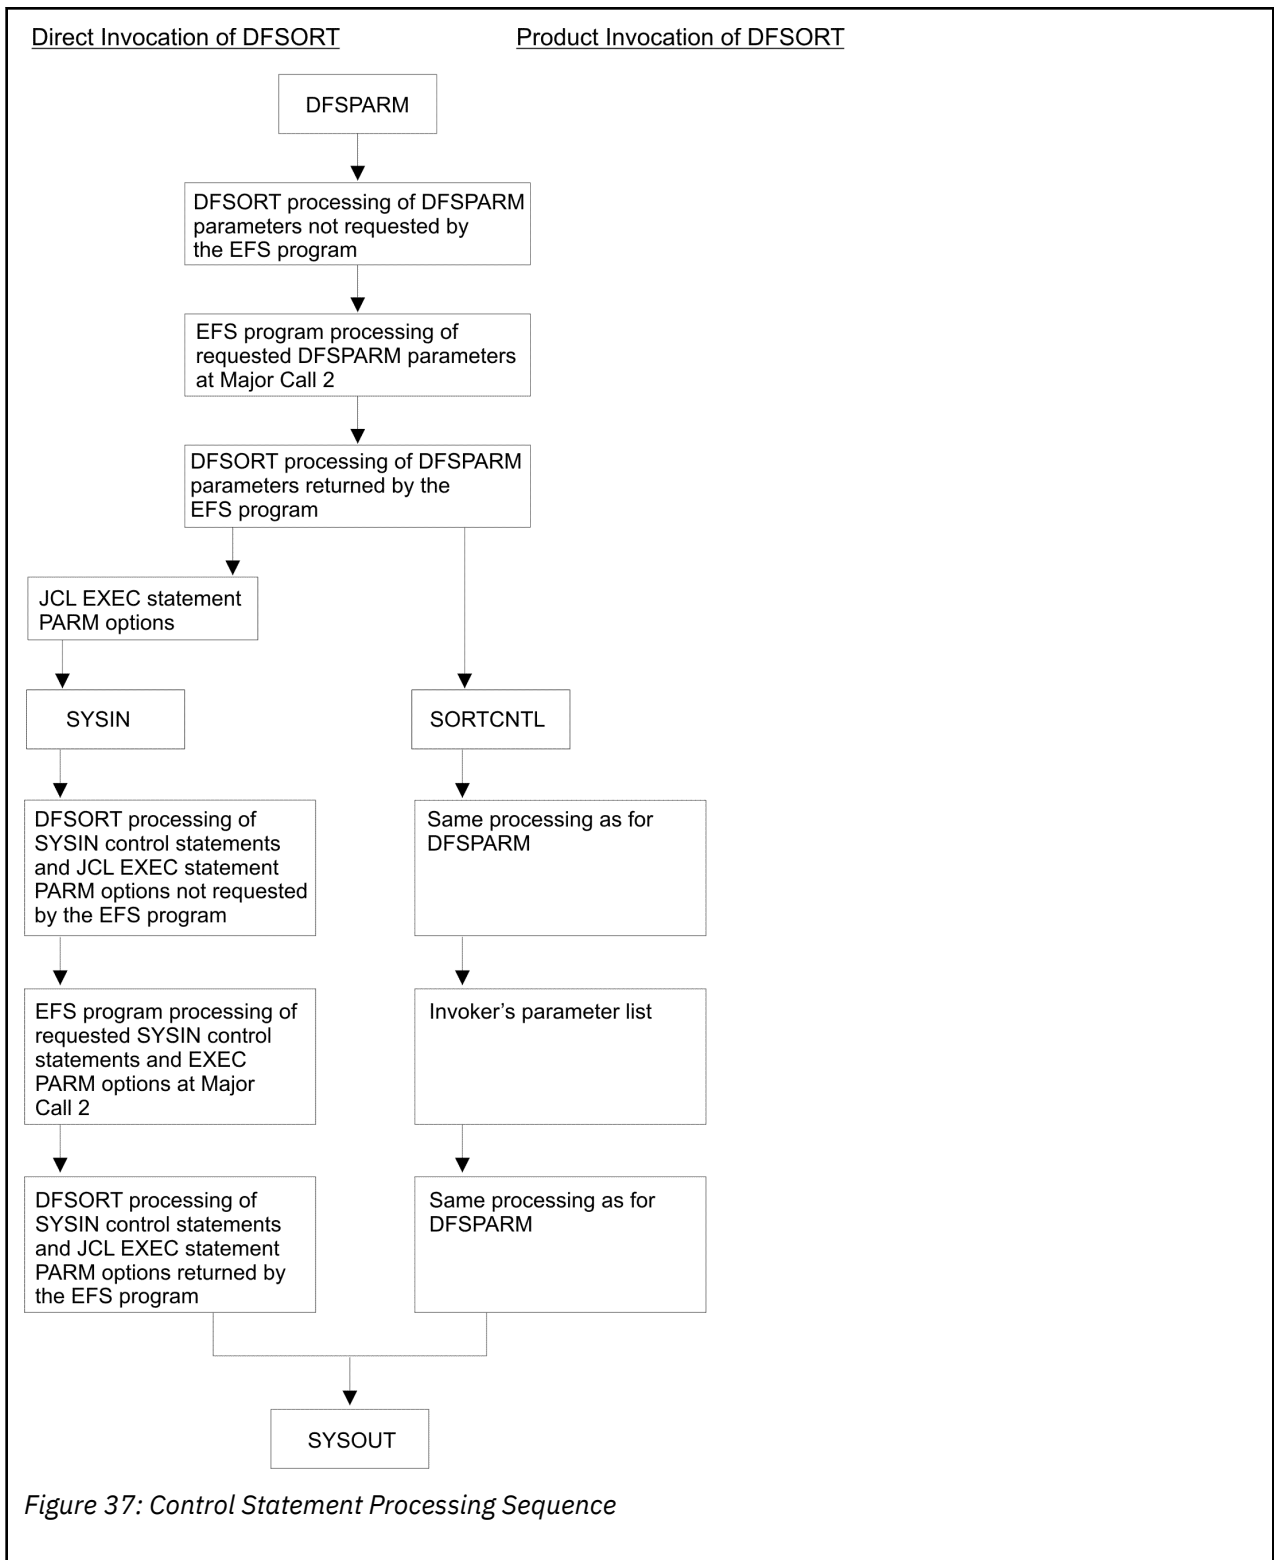 Direct Invocation of DFSORT
Product Invocation of DFSORT
DFSPARM
DFSORT processing of DFSPARM
parameters not requested by
the EFS program
EFS program processing of
requested DFSPARM parameters
at Major Call 2
DFSORT processing of DFSPARM
parameters returned by the
EFS program
JCL EXEC statement
PARM options
SYSIN
SORTCNTL
DFSORT processing of
SYSIN control statements
and JCL EXEC statement
PARM options not requested
by the EFS program
Same processing as for
DFSPARM
EFS program processing of
requested SYSIN control
statements and EXEC
PARM options at Major
Call 2
Invoker’s parameter list
DFSORT processing of
SYSIN control statements
and JCL EXEC statement
PARM options returned by
the EFS program
Same processing as for
DFSPARM
SYSOUT
Figure 37: Control Statement Processing Sequence